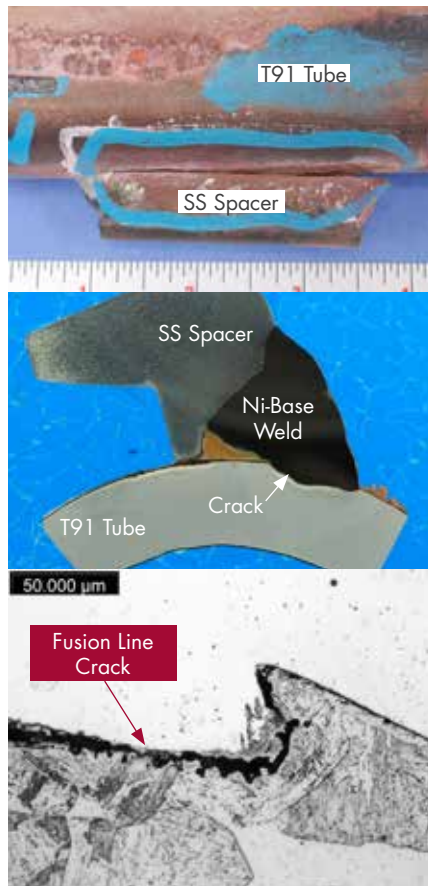 T91 Tube
SS Spacer
SS Spacer
Ni-Base
Weld
Crack
T91 Tube
50.000 µm
Fusion Line
Crack